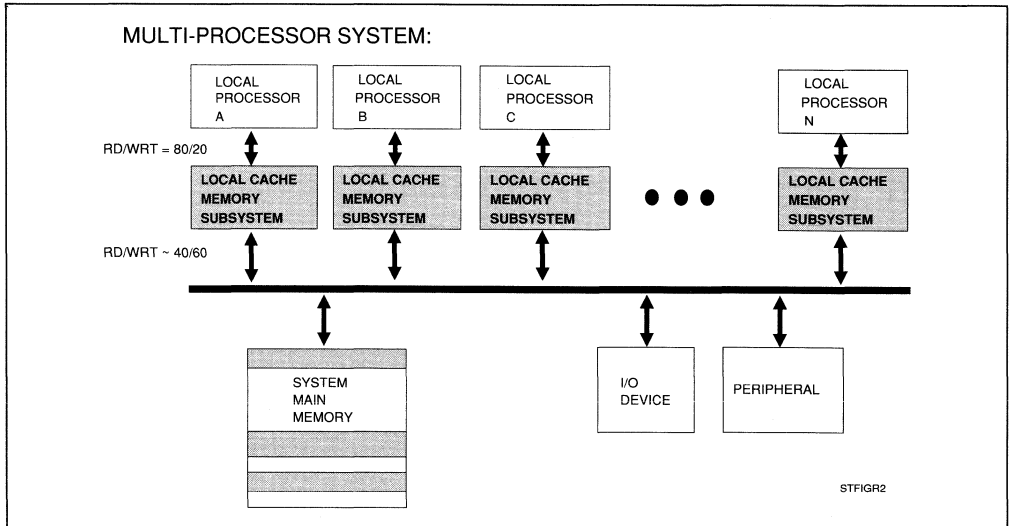 MULTI-PROCESSOR SYSTEM:
LOCAL
PROCESSOR
A
LOCAL
PROCESSOR
B
LOCAL
PROCESSOR
C
LOCAL
PROCESSOR
N
RD/WRT = 80/20
LOCAL CACHE
MEMORY
SUBSYSTEM
LOCAL CACHE
MEMORY
SUBSYSTEM
LOCAL CACHE
MEMORY
SUBSYSTEM
LOCAL CACHE
MEMORY
SUBSYSTEM
RD/WRT ~ 40/60
SYSTEM
MAIN
MEMORY
I/O
DEVICE
PERIPHERAL
STFIGR2